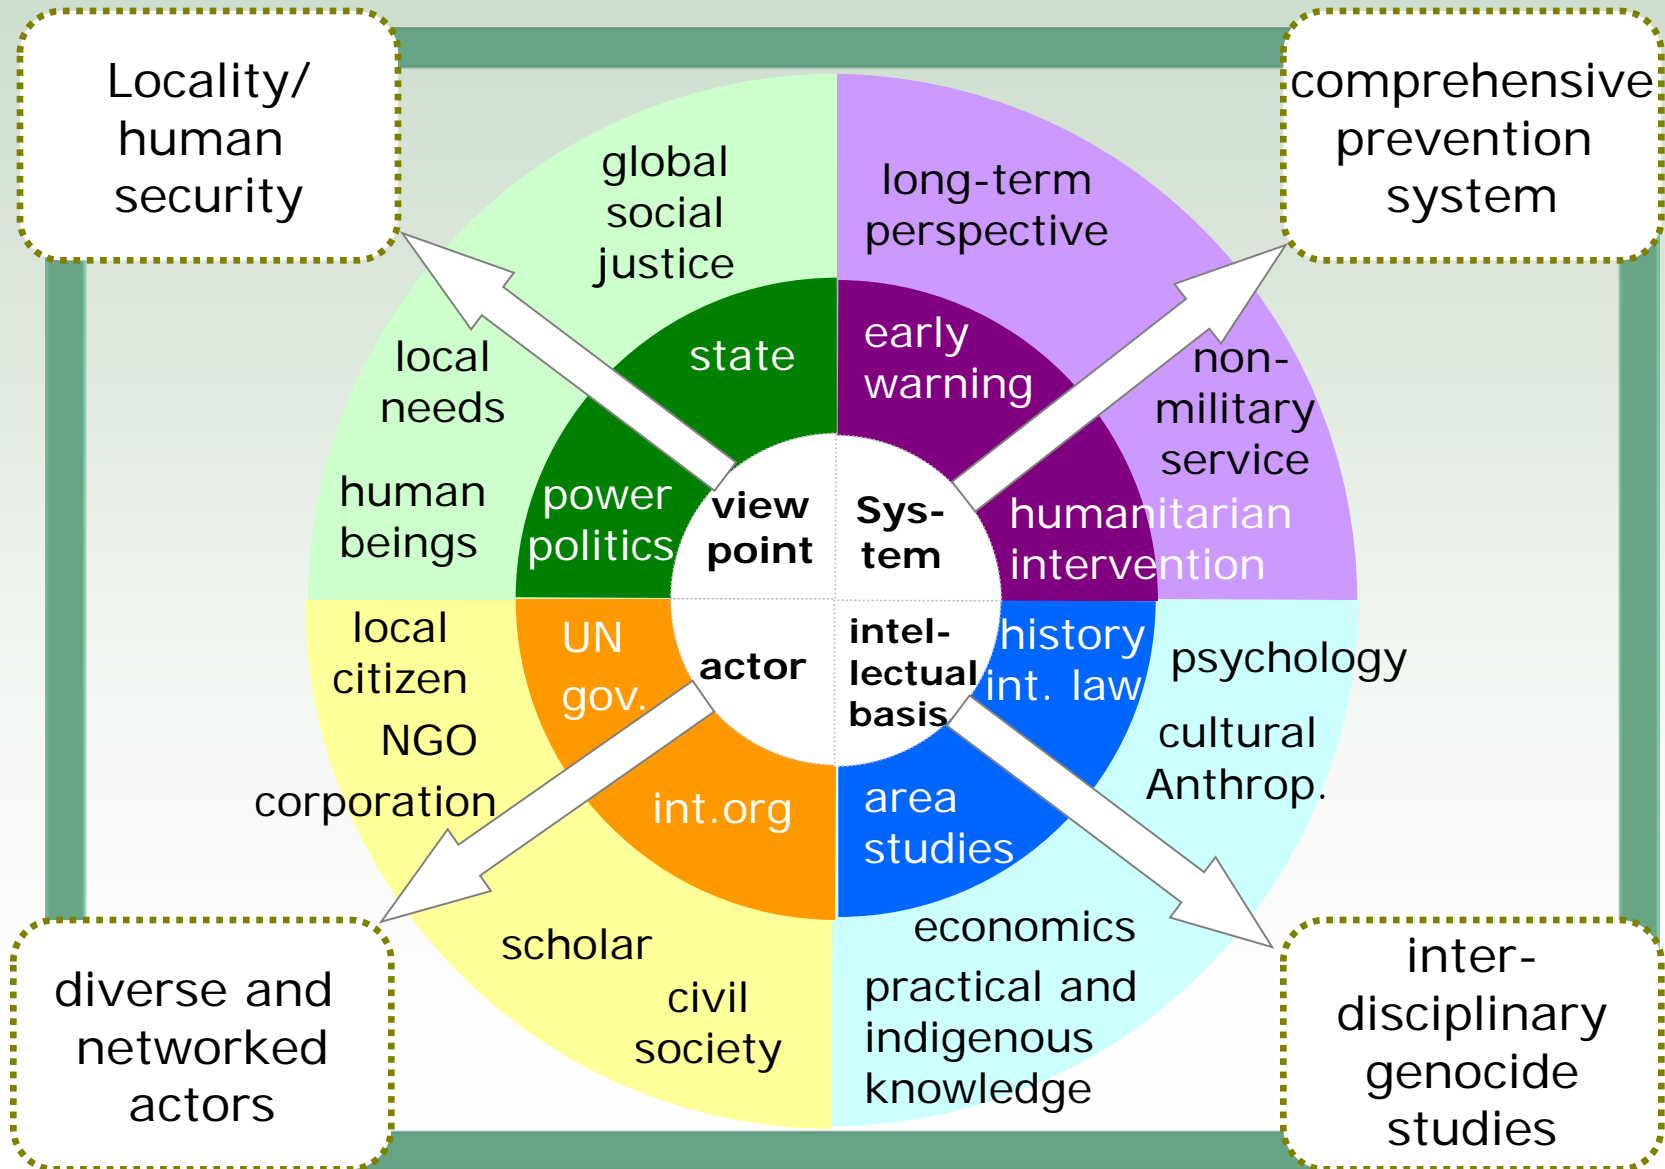 Locality/
human
security
comprehensive
prevention
system
global
social
justice
long-term
perspective
local
needs
state
early
warning
non-
military
service
human
beings
power
politics
view
point
Sys-
tem
humanitarian
intervention
local
citizen
NGO
corporation
UN
gov.
actor
intel-
lectual
basis
history
int. law
psychology
cultural
Anthrop.
int.org
area
studies
scholar
civil
society
economics
practical and
indigenous
knowledge
diverse and
networked
actors
inter-
disciplinary
genocide
studies